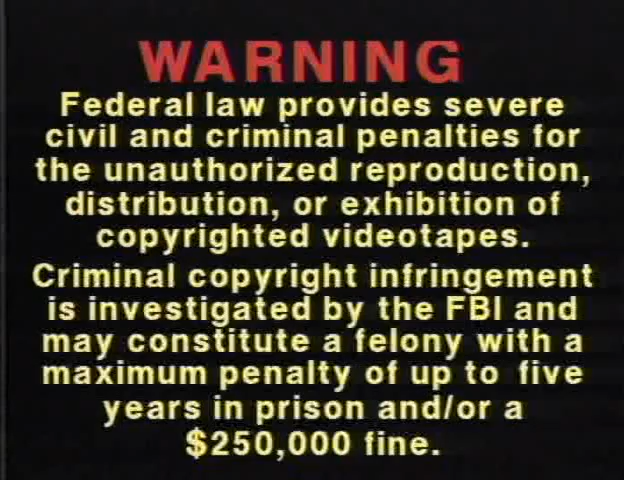 WARNING
Federal law provides severe
civil and criminal penalties for
the unauthorized reproduction,
distribution, or exhibition of
copyrighted videotapes.
Criminal copyright infringement
is investigated by the FBI and
may constitute a felony with a
maximum penalty of up to five
years in prison and/or a
$250,000 fine.